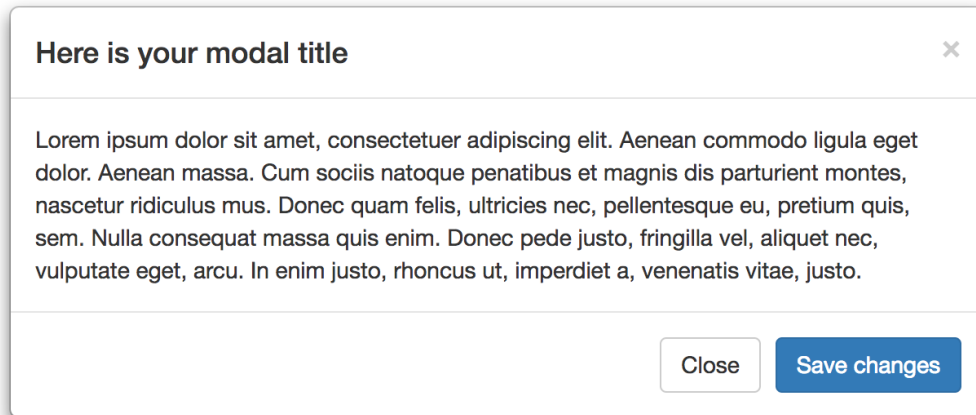 Here is your modal title ×
Lorem ipsum dolor sit amet, consectetuer adipiscing elit. Aenean commodo ligula eget
dolor. Aenean massa. Cum sociis natoque penatibus et magnis dis parturient montes,
nascetur ridiculus mus. Donec quam felis, ultricies nec, pellentesque eu, pretium quis,
sem. Nulla consequat massa quis enim. Donec pede justo, fringilla vel, aliquet nec,
vulputate eget, arcu. In enim justo, rhoncus ut, imperdiet a, venenatis vitae, justo.
Close Save changes